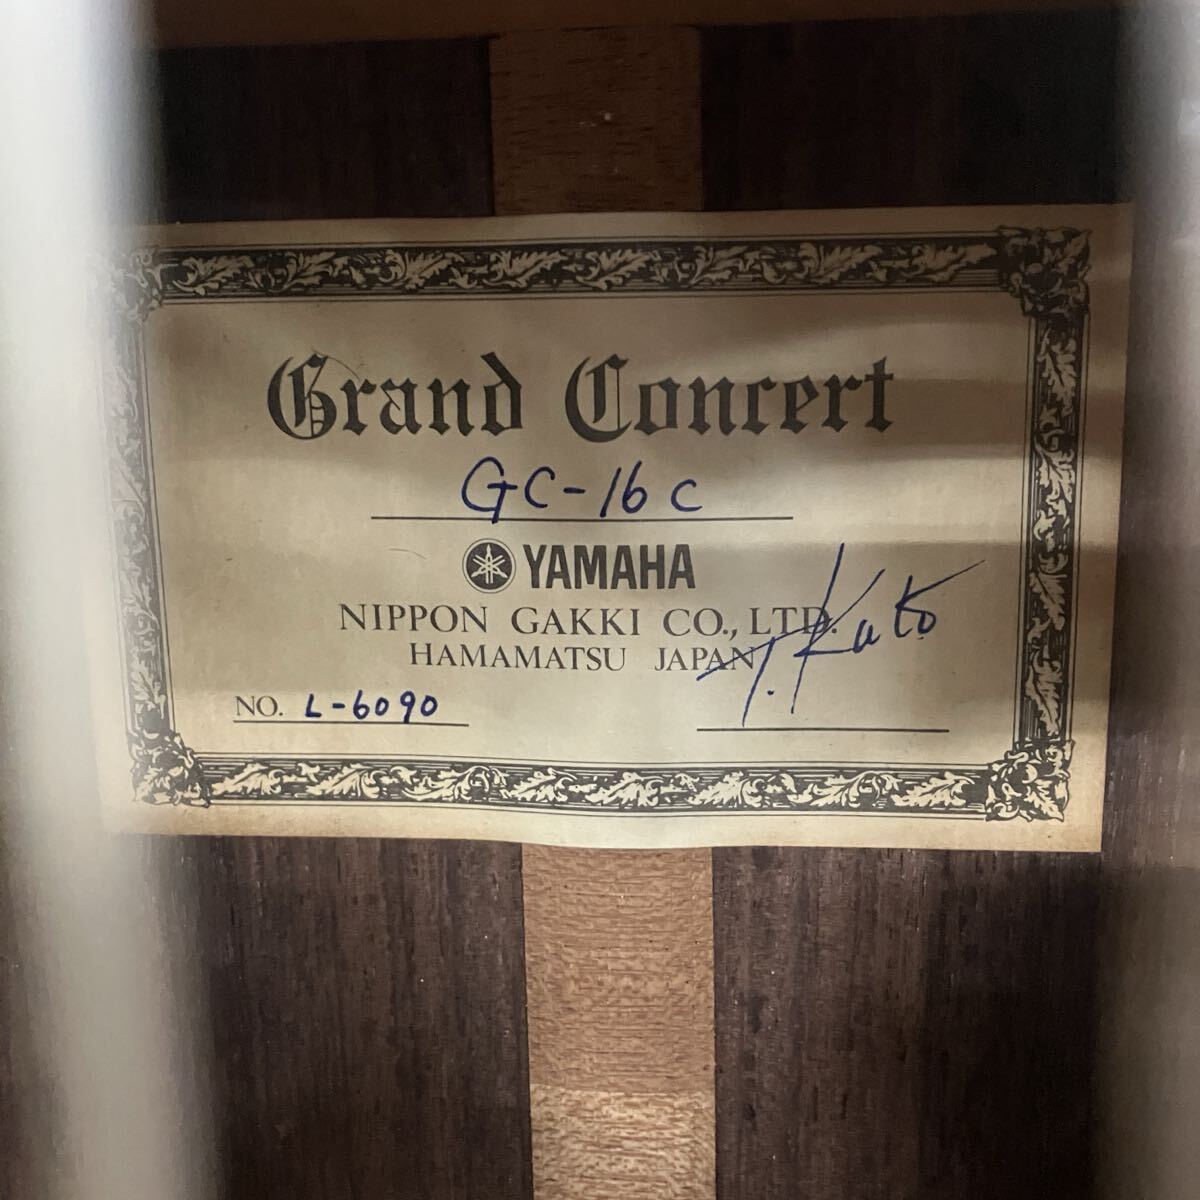 Grand Concert
GC-16C
YAMAHA
NIPPON GAKKI CO., LTD.
HAMAMATSU JAPAN
T. Kato
NO. L-6090